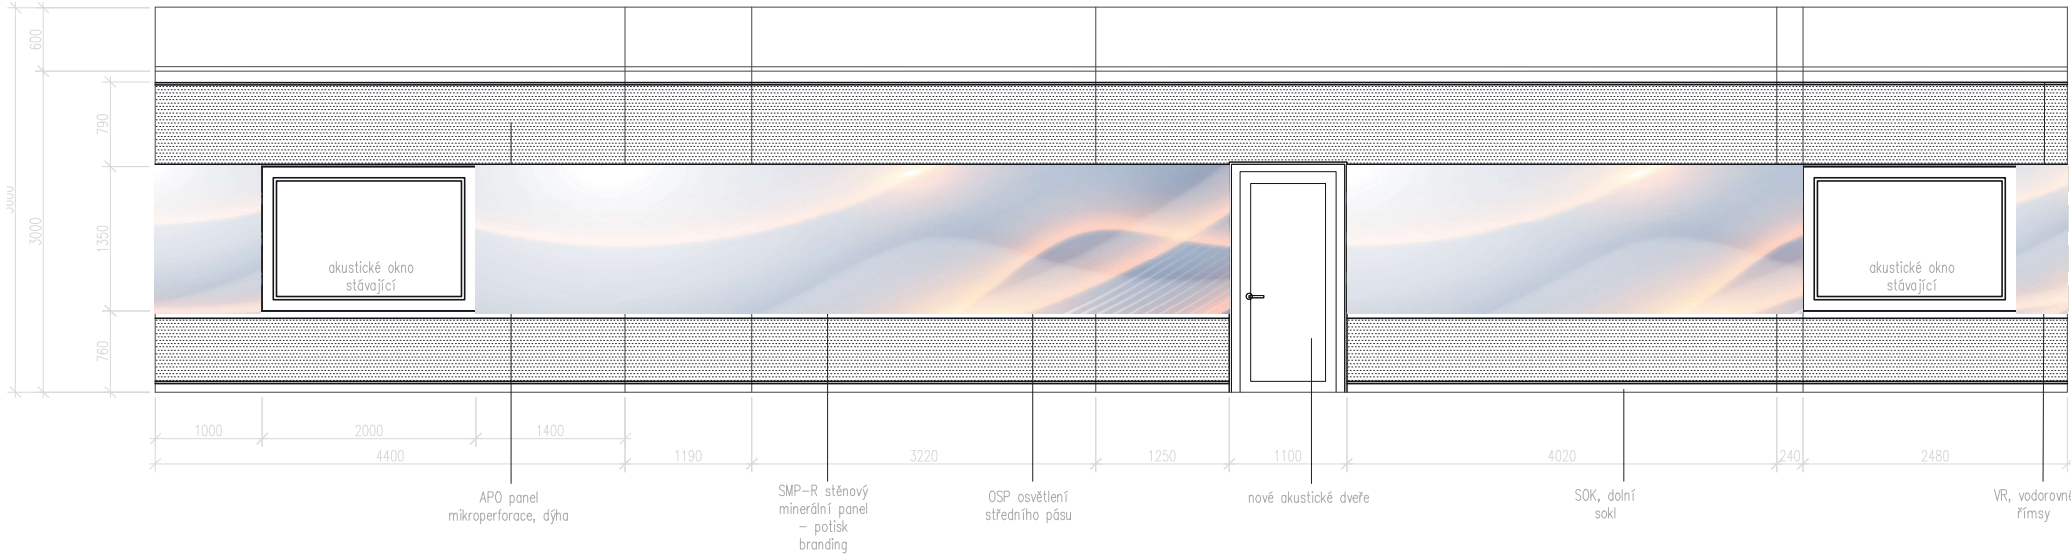 600
790
3000
1350
760
akustické okno
stávající
akustické okno
stávající
1000
2000
1400
4400
1190
3220
1250
1100
4020
240
2480
APO panel
mikroperforace, dýha
SMP-R stěnový
minerální panel
- potisk
branding
OSP osvětlení
středního pásu
nové akustické dveře
SOK, dolní
sokl
VR, vodorovné
římsy